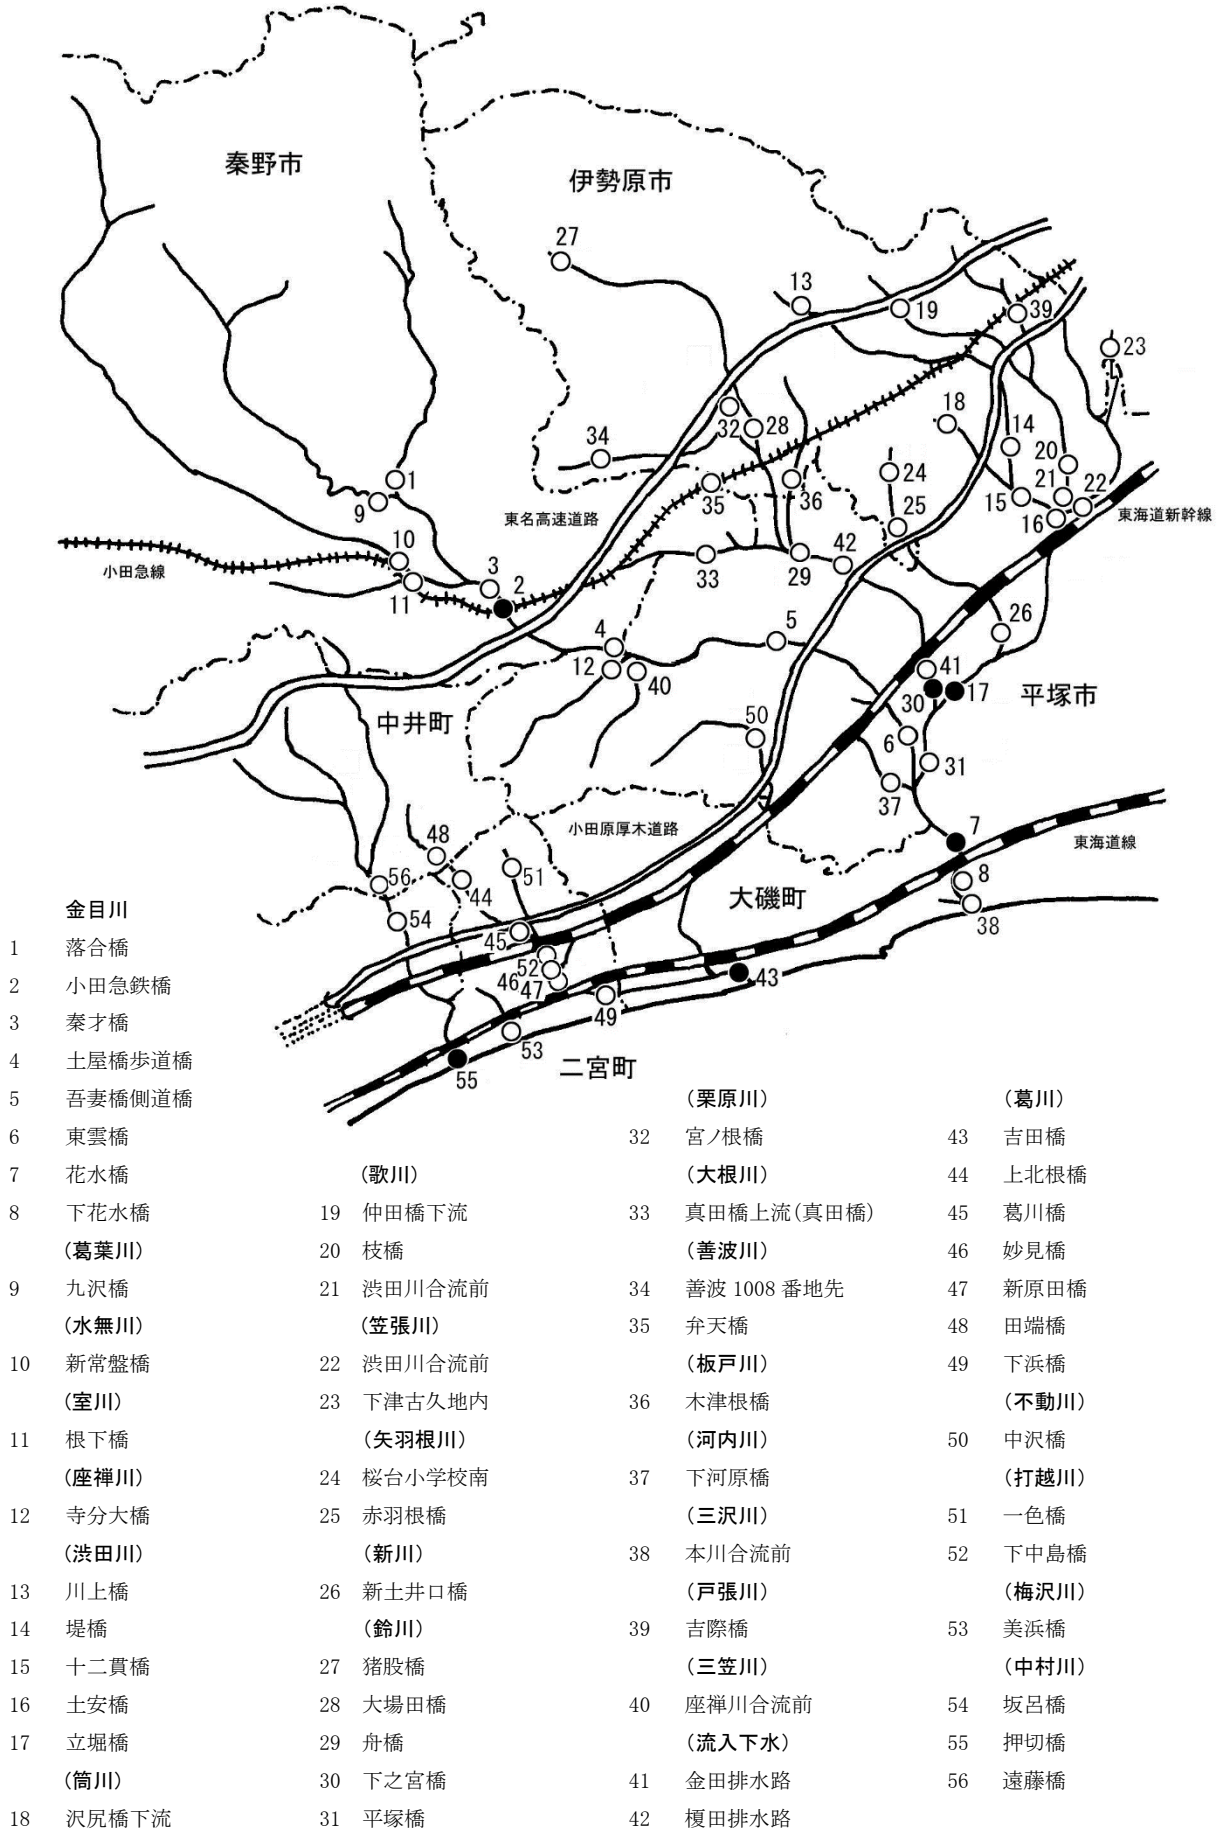 秦野市
伊勢原市
27
13
19
39
23
18
32
28
34
14
20
24
1
36
35
21
22
9
25
15
16
東名高速道路
東海道新幹線
10
小田急線
3
2
33
29
42
11
26
4
5
12
40
41
30
17
平塚市
中井町
50
6
31
37
小田原厚木道路
7
東海道線
48
51
56
44
8
大磯町
54
38
45
52
46
47
43
49
53
二宮町
55
金目川
1 落合橋
2 小田急鉄橋
3 秦才橋
4 土屋橋歩道橋
5 吾妻橋側道橋
6 東雲橋
7 花水橋
8 下花水橋
(葛葉川)
9 九沢橋
(水無川)
10 新常盤橋
(室川)
11 根下橋
(座禅川)
12 寺分大橋
(渋田川)
13 川上橋
14 堤橋
15 十二貫橋
16 土安橋
17 立堀橋
(筒川)
18 沢尻橋下流
(歌川)
19 仲田橋下流
20 枝橋
21 渋田川合流前
(笠張川)
22 渋田川合流前
23 下津古久地内
(矢羽根川)
24 桜台小学校南
25 赤羽根橋
(新川)
26 新土井口橋
(鈴川)
27 猪股橋
28 大場田橋
29 舟橋
30 下之宮橋
31 平塚橋
(栗原川)
32 宮ノ根橋
(大根川)
33 真田橋上流(真田橋)
(善波川)
34 善波 1008 番地先
35 弁天橋
(板戸川)
36 木津根橋
(河内川)
37 下河原橋
(三沢川)
38 本川合流前
(戸張川)
39 吉際橋
(三笠川)
40 座禅川合流前
(流入下水)
41 金田排水路
42 榎田排水路
(葛川)
43 吉田橋
44 上北根橋
45 葛川橋
46 妙見橋
47 新原田橋
48 田端橋
49 下浜橋
(不動川)
50 中沢橋
(打越川)
51 一色橋
52 下中島橋
(梅沢川)
53 美浜橋
(中村川)
54 坂呂橋
55 押切橋
56 遠藤橋